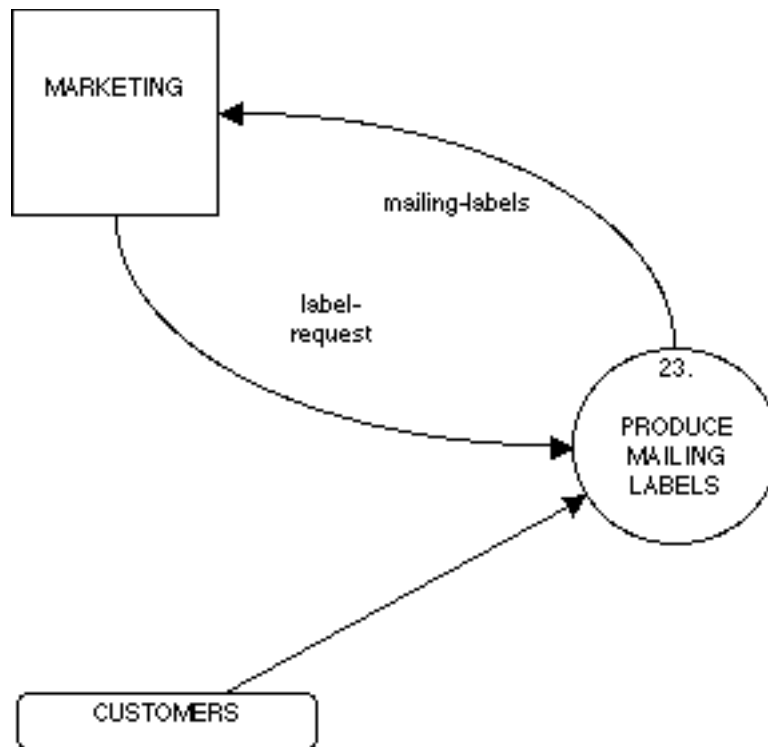 MARKETING
mailing-labels
label-
request
23.
PRODUCE
MAILING
LABELS
CUSTOMERS